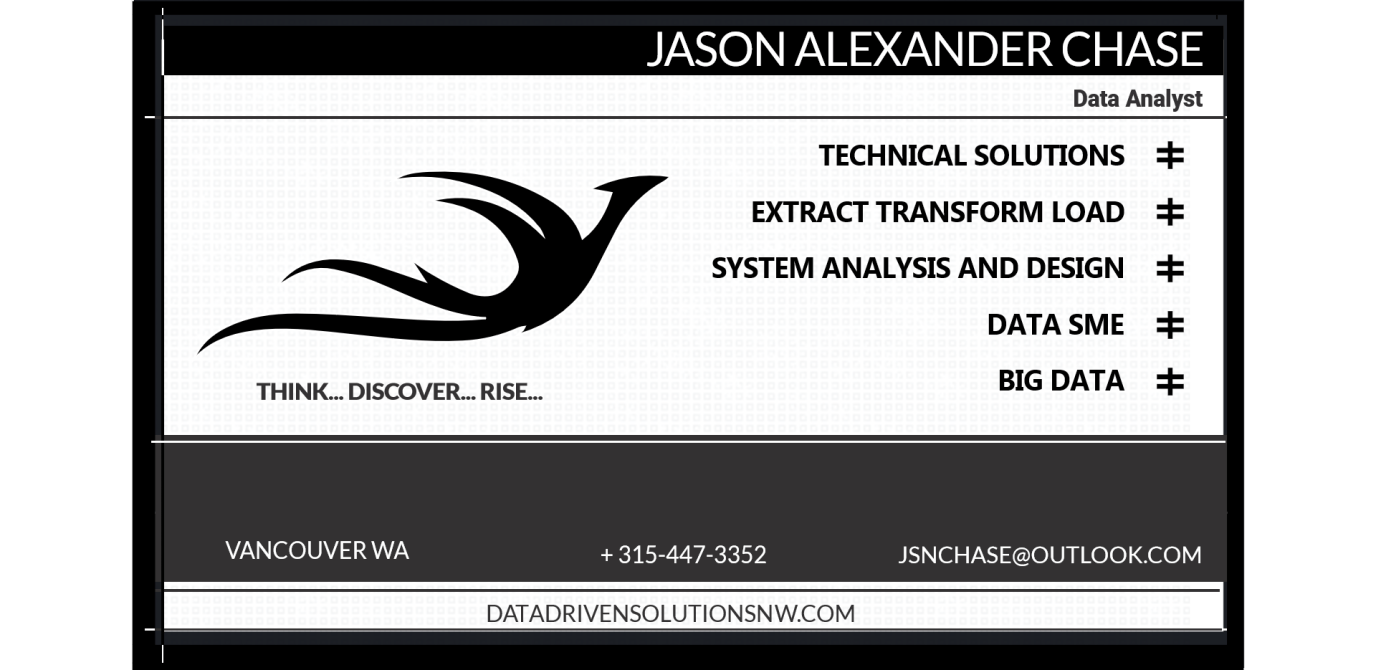 JASON ALEXANDER CHASE
Data Analyst
TECHNICAL SOLUTIONS
EXTRACT TRANSFORM LOAD
SYSTEM ANALYSIS AND DESIGN
DATA SME
BIG DATA
THINK... DISCOVER... RISE...
VANCOUVER WA
+ 315-447-3352
JSNCHASE@OUTLOOK.COM
DATADRIVENSOLUTIONSNW.COM